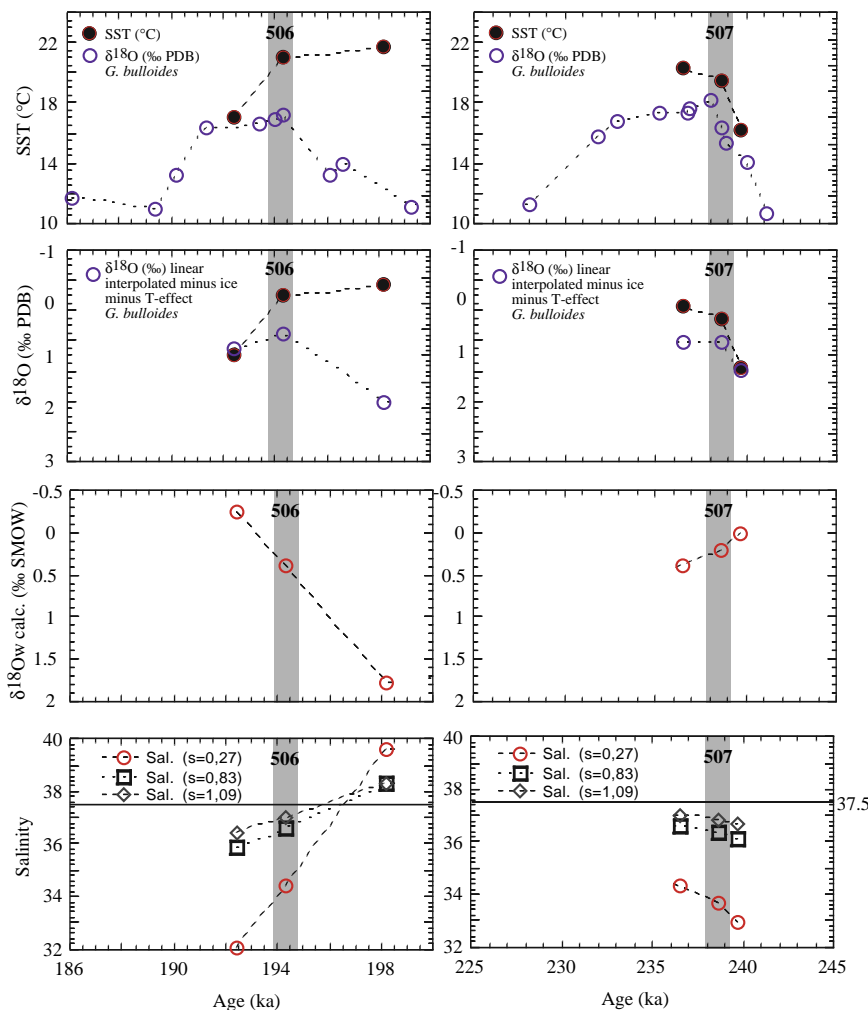 22
18
14
10
SST (°C)
SST (°C)
δ18O (‰ PDB)
G. bulloides
506
22
18
14
10
SST (°C)
SST (°C)
δ18O (‰ PDB)
G. bulloides
507
-1
0
1
2
3
δ18O (‰ PDB)
δ18O (‰) linear
interpolated minus ice
minus T-effect
G. bulloides
506
-1
0
1
2
3
δ18O (‰ PDB)
δ18O (‰) linear
interpolated minus ice
minus T-effect
G. bulloides
507
-0.5
0
0.5
1
1.5
2
δ18Ow calc. (‰ SMOW)
506
-0.5
0
0.5
1
1.5
2
507
40
38
36
34
32
Salinity
Sal. (s=0,27)
Sal. (s=0,83)
Sal. (s=1,09)
506
186
190
194
198
Age (ka)
40
38
36
34
32
Sal. (s=0,27)
Sal. (s=0,83)
Sal. (s=1,09)
507
37.5
225
230
235
240
245
Age (ka)